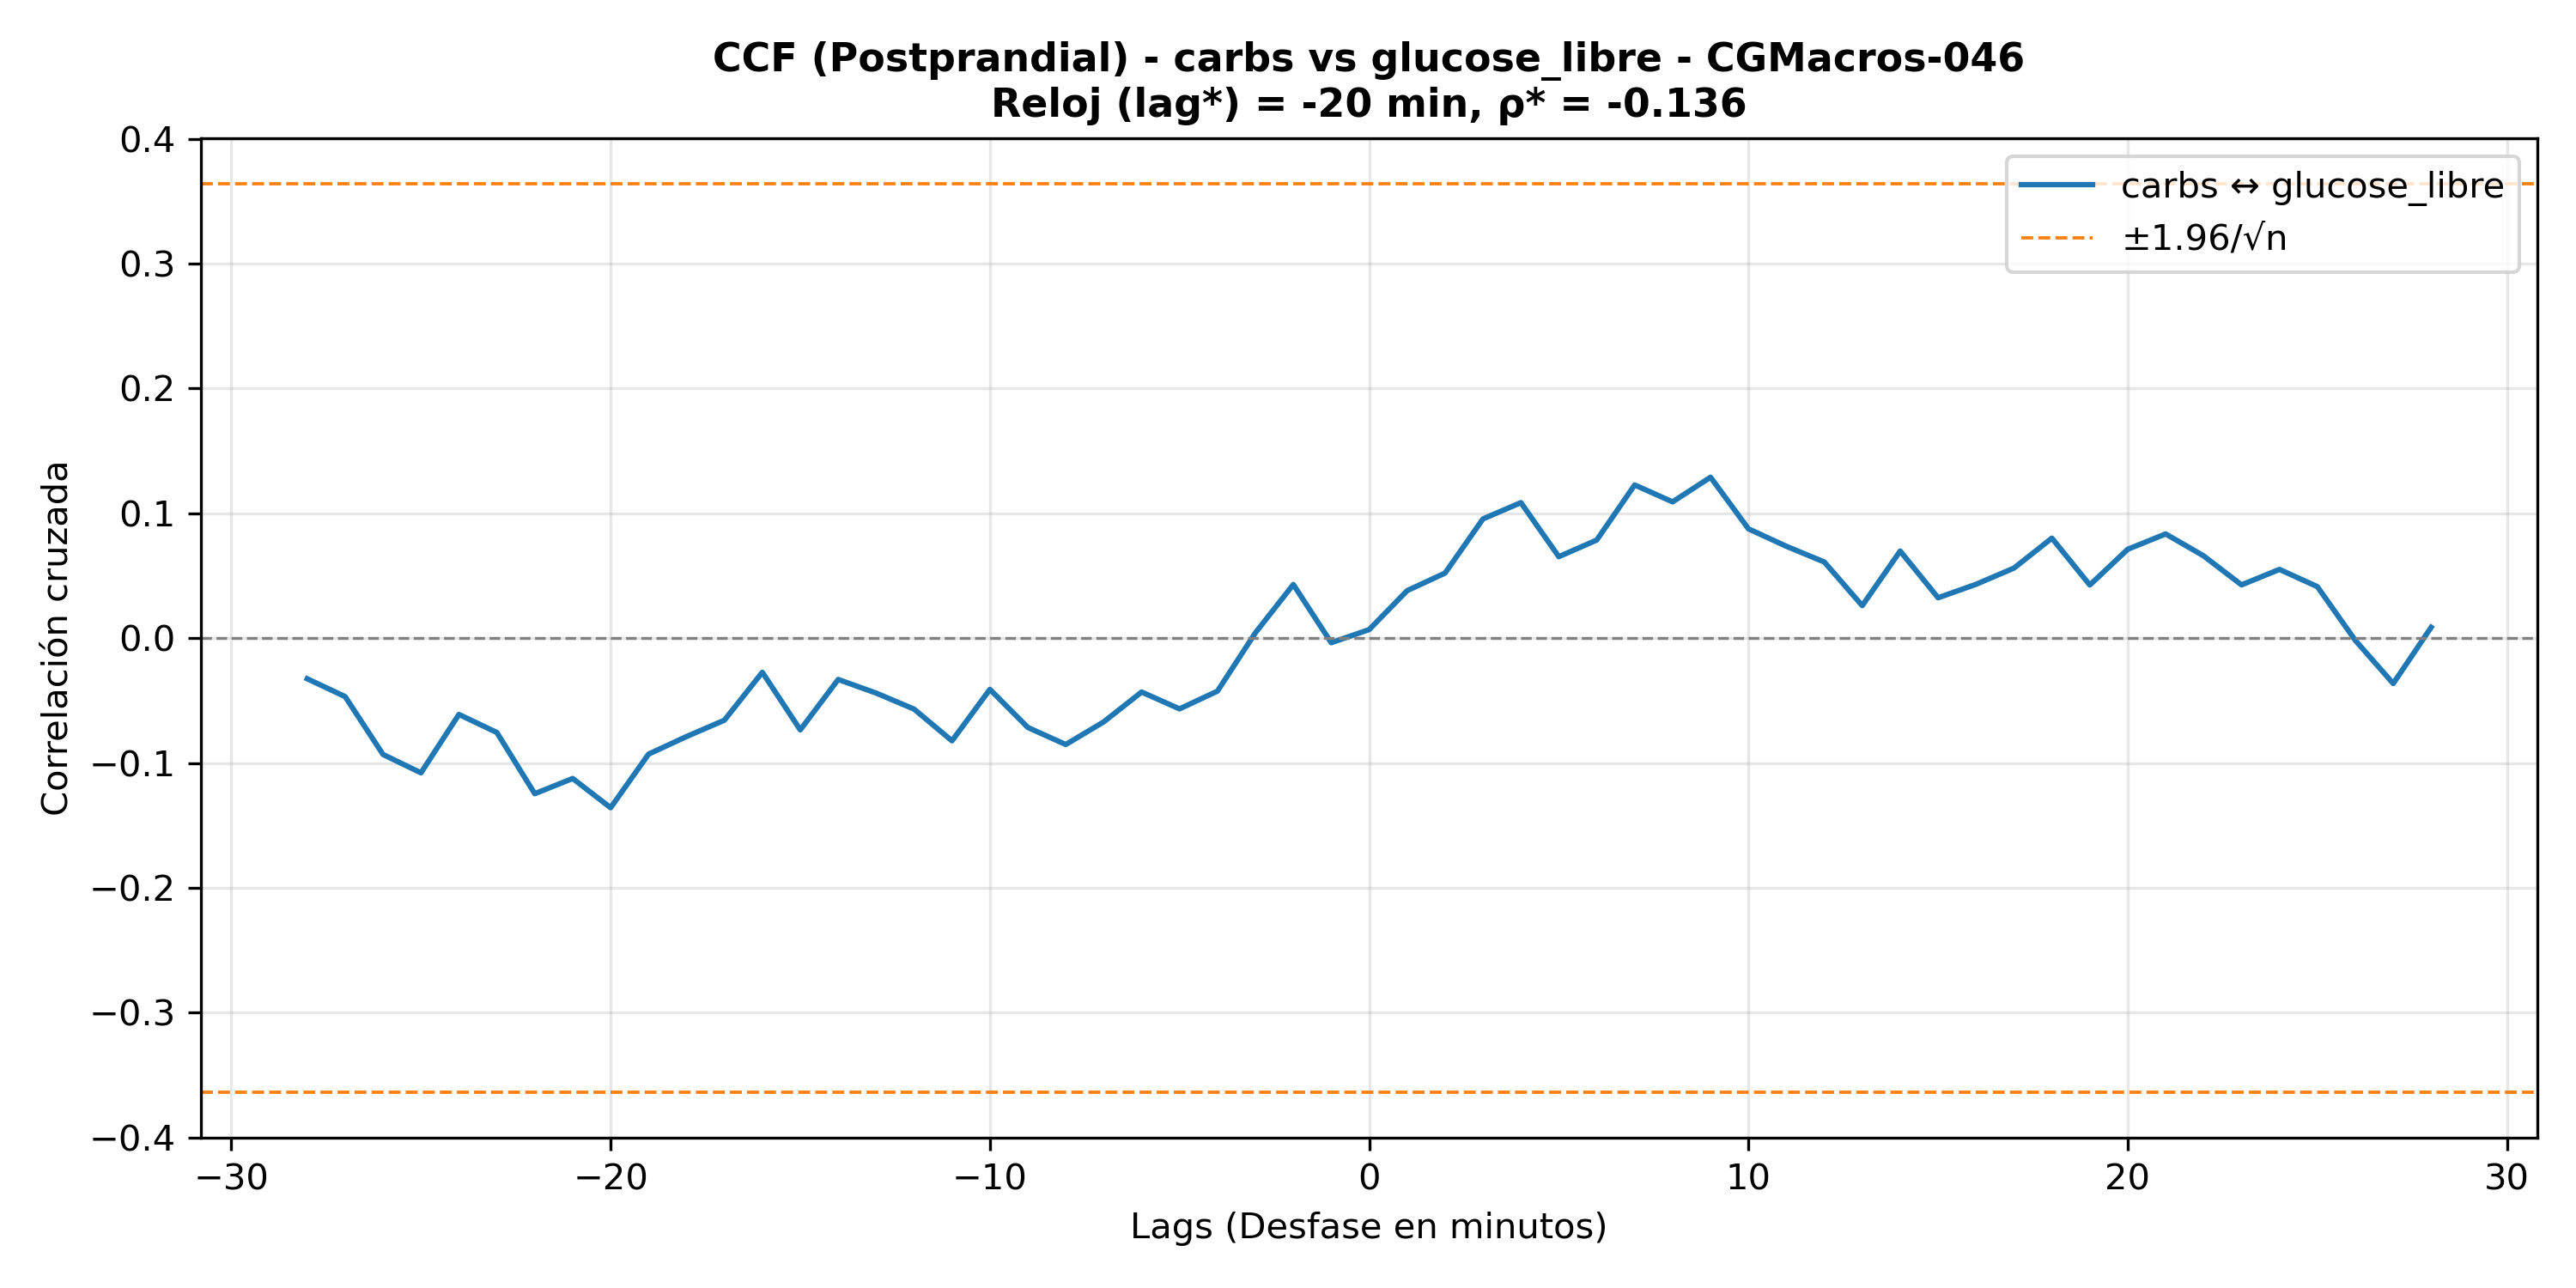 CCF (Postprandial) - carbs vs glucose_libre - CGMacros-046
Reloj (lag*) = -20 min, ρ* = -0.136
0.4
0.3
0.2
0.1
0.0
−0.1
−0.2
−0.3
−0.4
Correlación cruzada
carbs ↔ glucose_libre
±1.96/√n
−30
−20
−10
0
10
20
30
Lags (Desfase en minutos)